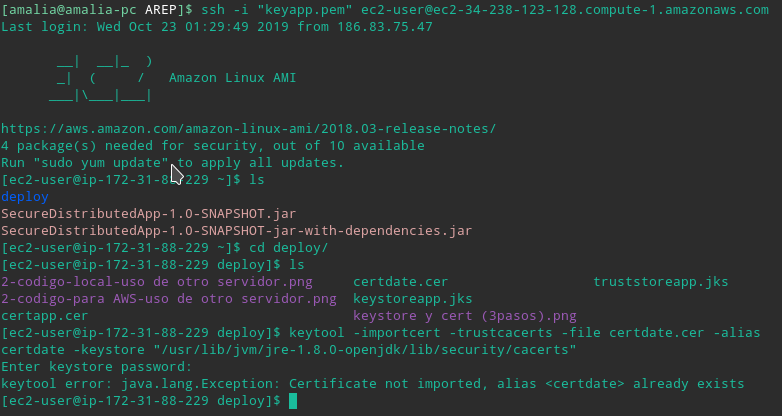 [amalia@amalia-pc AREP]$ ssh -i "keyapp.pem" ec2-user@ec2-34-238-123-128.compute-1.amazonaws.com
Last login: Wed Oct 23 01:29:49 2019 from 186.83.75.47
__|  __|_  )
_|  (     /   Amazon Linux AMI
___|\___|___|
https://aws.amazon.com/amazon-linux-ami/2018.03-release-notes/
4 package(s) needed for security, out of 10 available
Run "sudo yum update" to apply all updates.
[ec2-user@ip-172-31-88-229 ~]$ ls
deploy
SecureDistributedApp-1.0-SNAPSHOT.jar
SecureDistributedApp-1.0-SNAPSHOT-jar-with-dependencies.jar
[ec2-user@ip-172-31-88-229 ~]$ cd deploy/
[ec2-user@ip-172-31-88-229 deploy]$ ls
2-codigo-local-uso de otro servidor.png     certdate.cer     truststoreapp.jks
2-codigo-para AWS-uso de otro servidor.png  keystoreapp.jks
certapp.cer     keystore y cert (3pasos).png
[ec2-user@ip-172-31-88-229 deploy]$ keytool -importcert -trustcacerts -file certdate.cer -alias
certdate -keystore "/usr/lib/jvm/jre-1.8.0-openjdk/lib/security/cacerts"
Enter keystore password:
keytool error: java.lang.Exception: Certificate not imported, alias <certdate> already exists
[ec2-user@ip-172-31-88-229 deploy]$